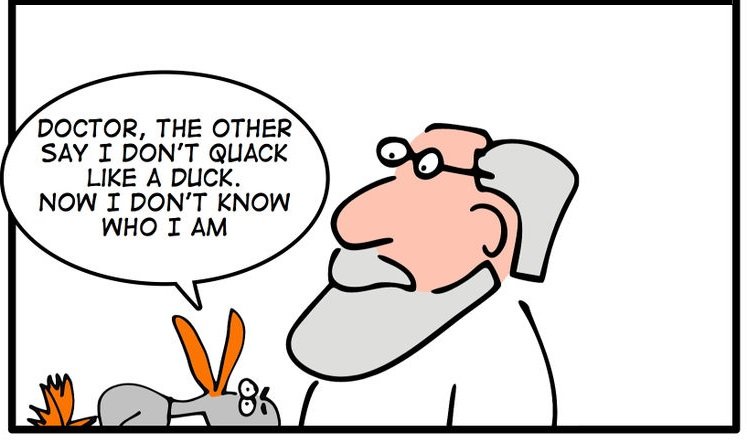 DOCTOR, THE OTHER
SAY I DON'T QUACK
LIKE A DUCK.
NOW I DON'T KNOW
WHO I AM